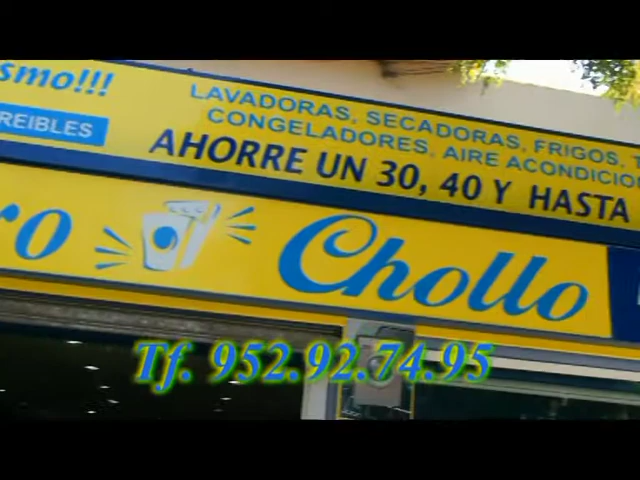 smo!!!
REIBLES
LAVADORAS, SECADORAS, FRIGOS,
CONGELADORES, AIRE ACONDICIO
AHORRE UN 30, 40 Y HASTA
ro Chollo
Tf. 952.92.74.95